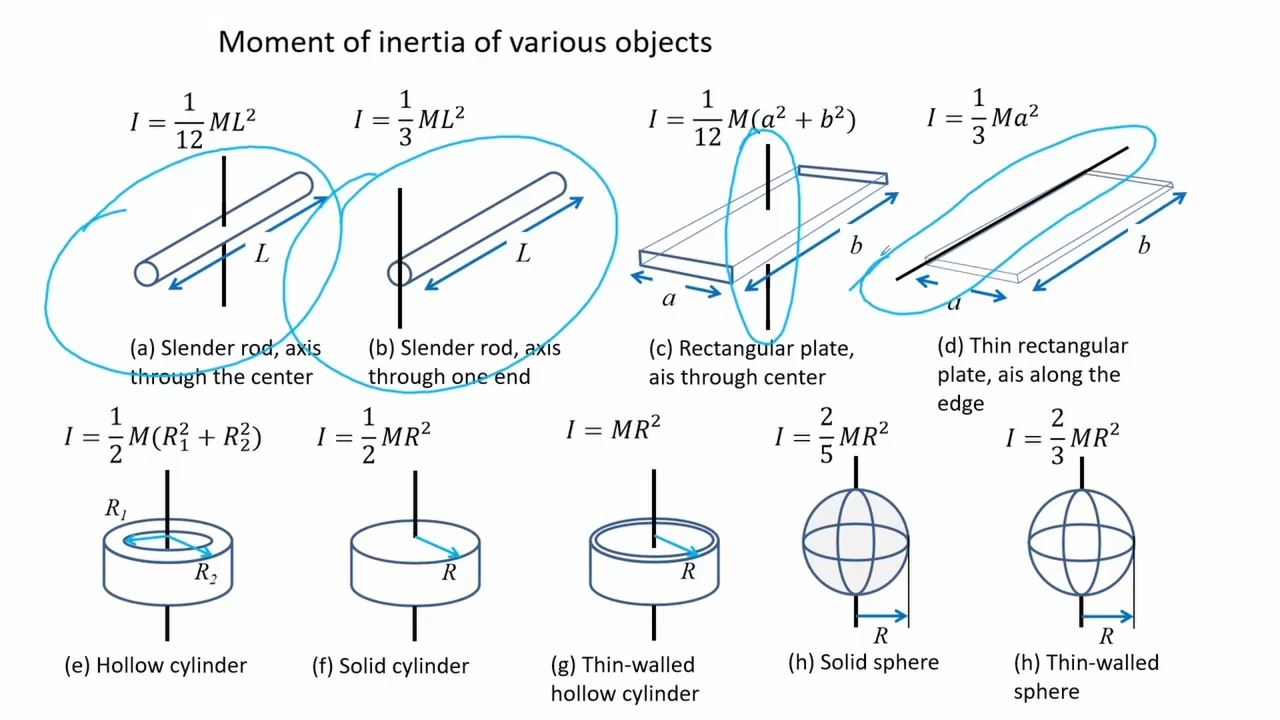 Moment of inertia of various objects
I = 1/12 ML²
I = 1/3 ML²
I = 1/12 M(a² + b²)
I = 1/3 Ma²
L
L
a
b
a
b
(a) Slender rod, axis
through the center
(b) Slender rod, axis
through one end
(c) Rectangular plate,
ais through center
(d) Thin rectangular
plate, ais along the
edge
I = 1/2 M(R₁² + R₂²)
I = 1/2 MR²
I = MR²
I = 2/5 MR²
I = 2/3 MR²
R₁
R₂
R
R
R
R
(e) Hollow cylinder
(f) Solid cylinder
(g) Thin-walled
hollow cylinder
(h) Solid sphere
(h) Thin-walled
sphere